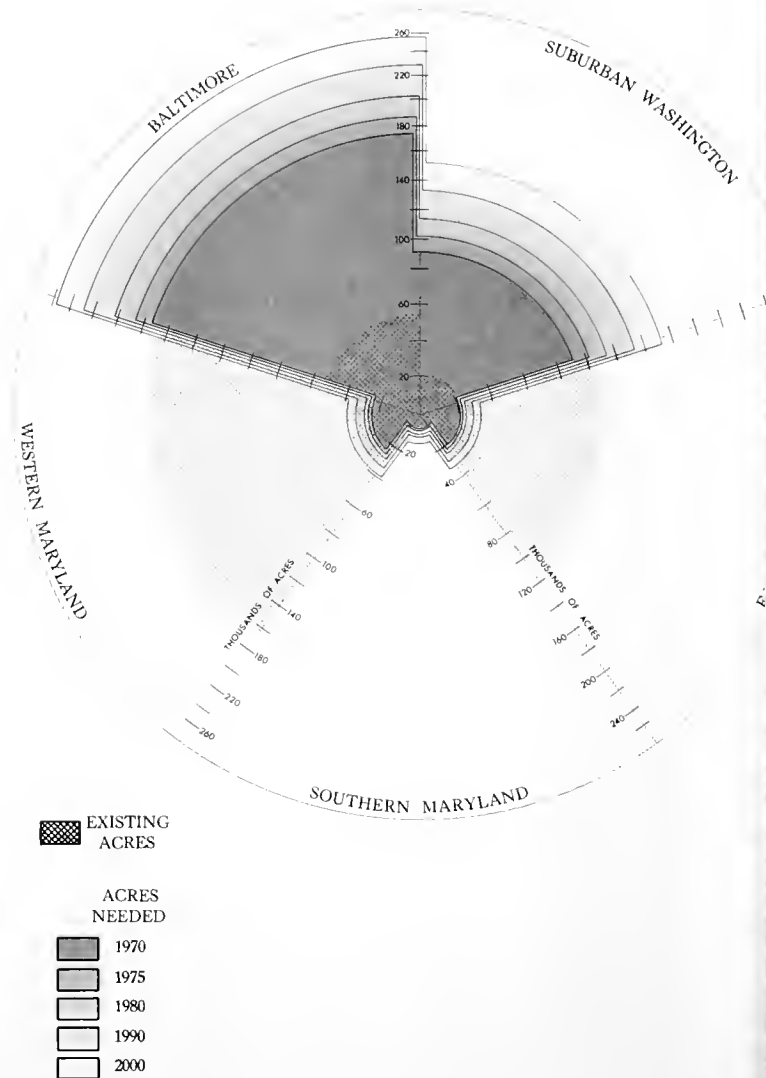 BALTIMORE
SUBURBAN WASHINGTON
260
220
180
140
100
60
20
WESTERN MARYLAND
20
60
100
140
180
220
260
THOUSANDS OF ACRES
40
80
120
160
200
240
THOUSANDS OF ACRES
E
SOUTHERN MARYLAND
EXISTING
ACRES
ACRES
NEEDED
1970
1975
1980
1990
2000